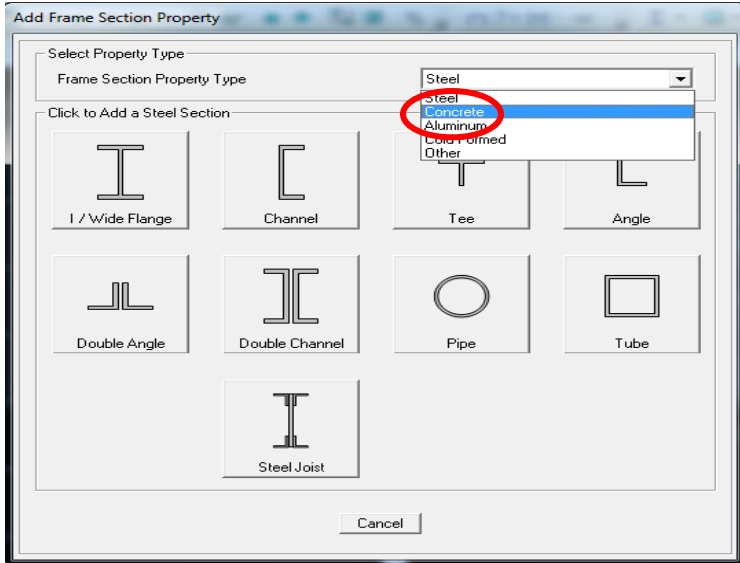 Add Frame Section Property
Select Property Type
Frame Section Property Type
Steel
Steel
Concrete
Aluminum
Cold Formed
Other
Click to Add a Steel Section
I / Wide Flange
Channel
Tee
Angle
Double Angle
Double Channel
Pipe
Tube
Steel Joist
Cancel